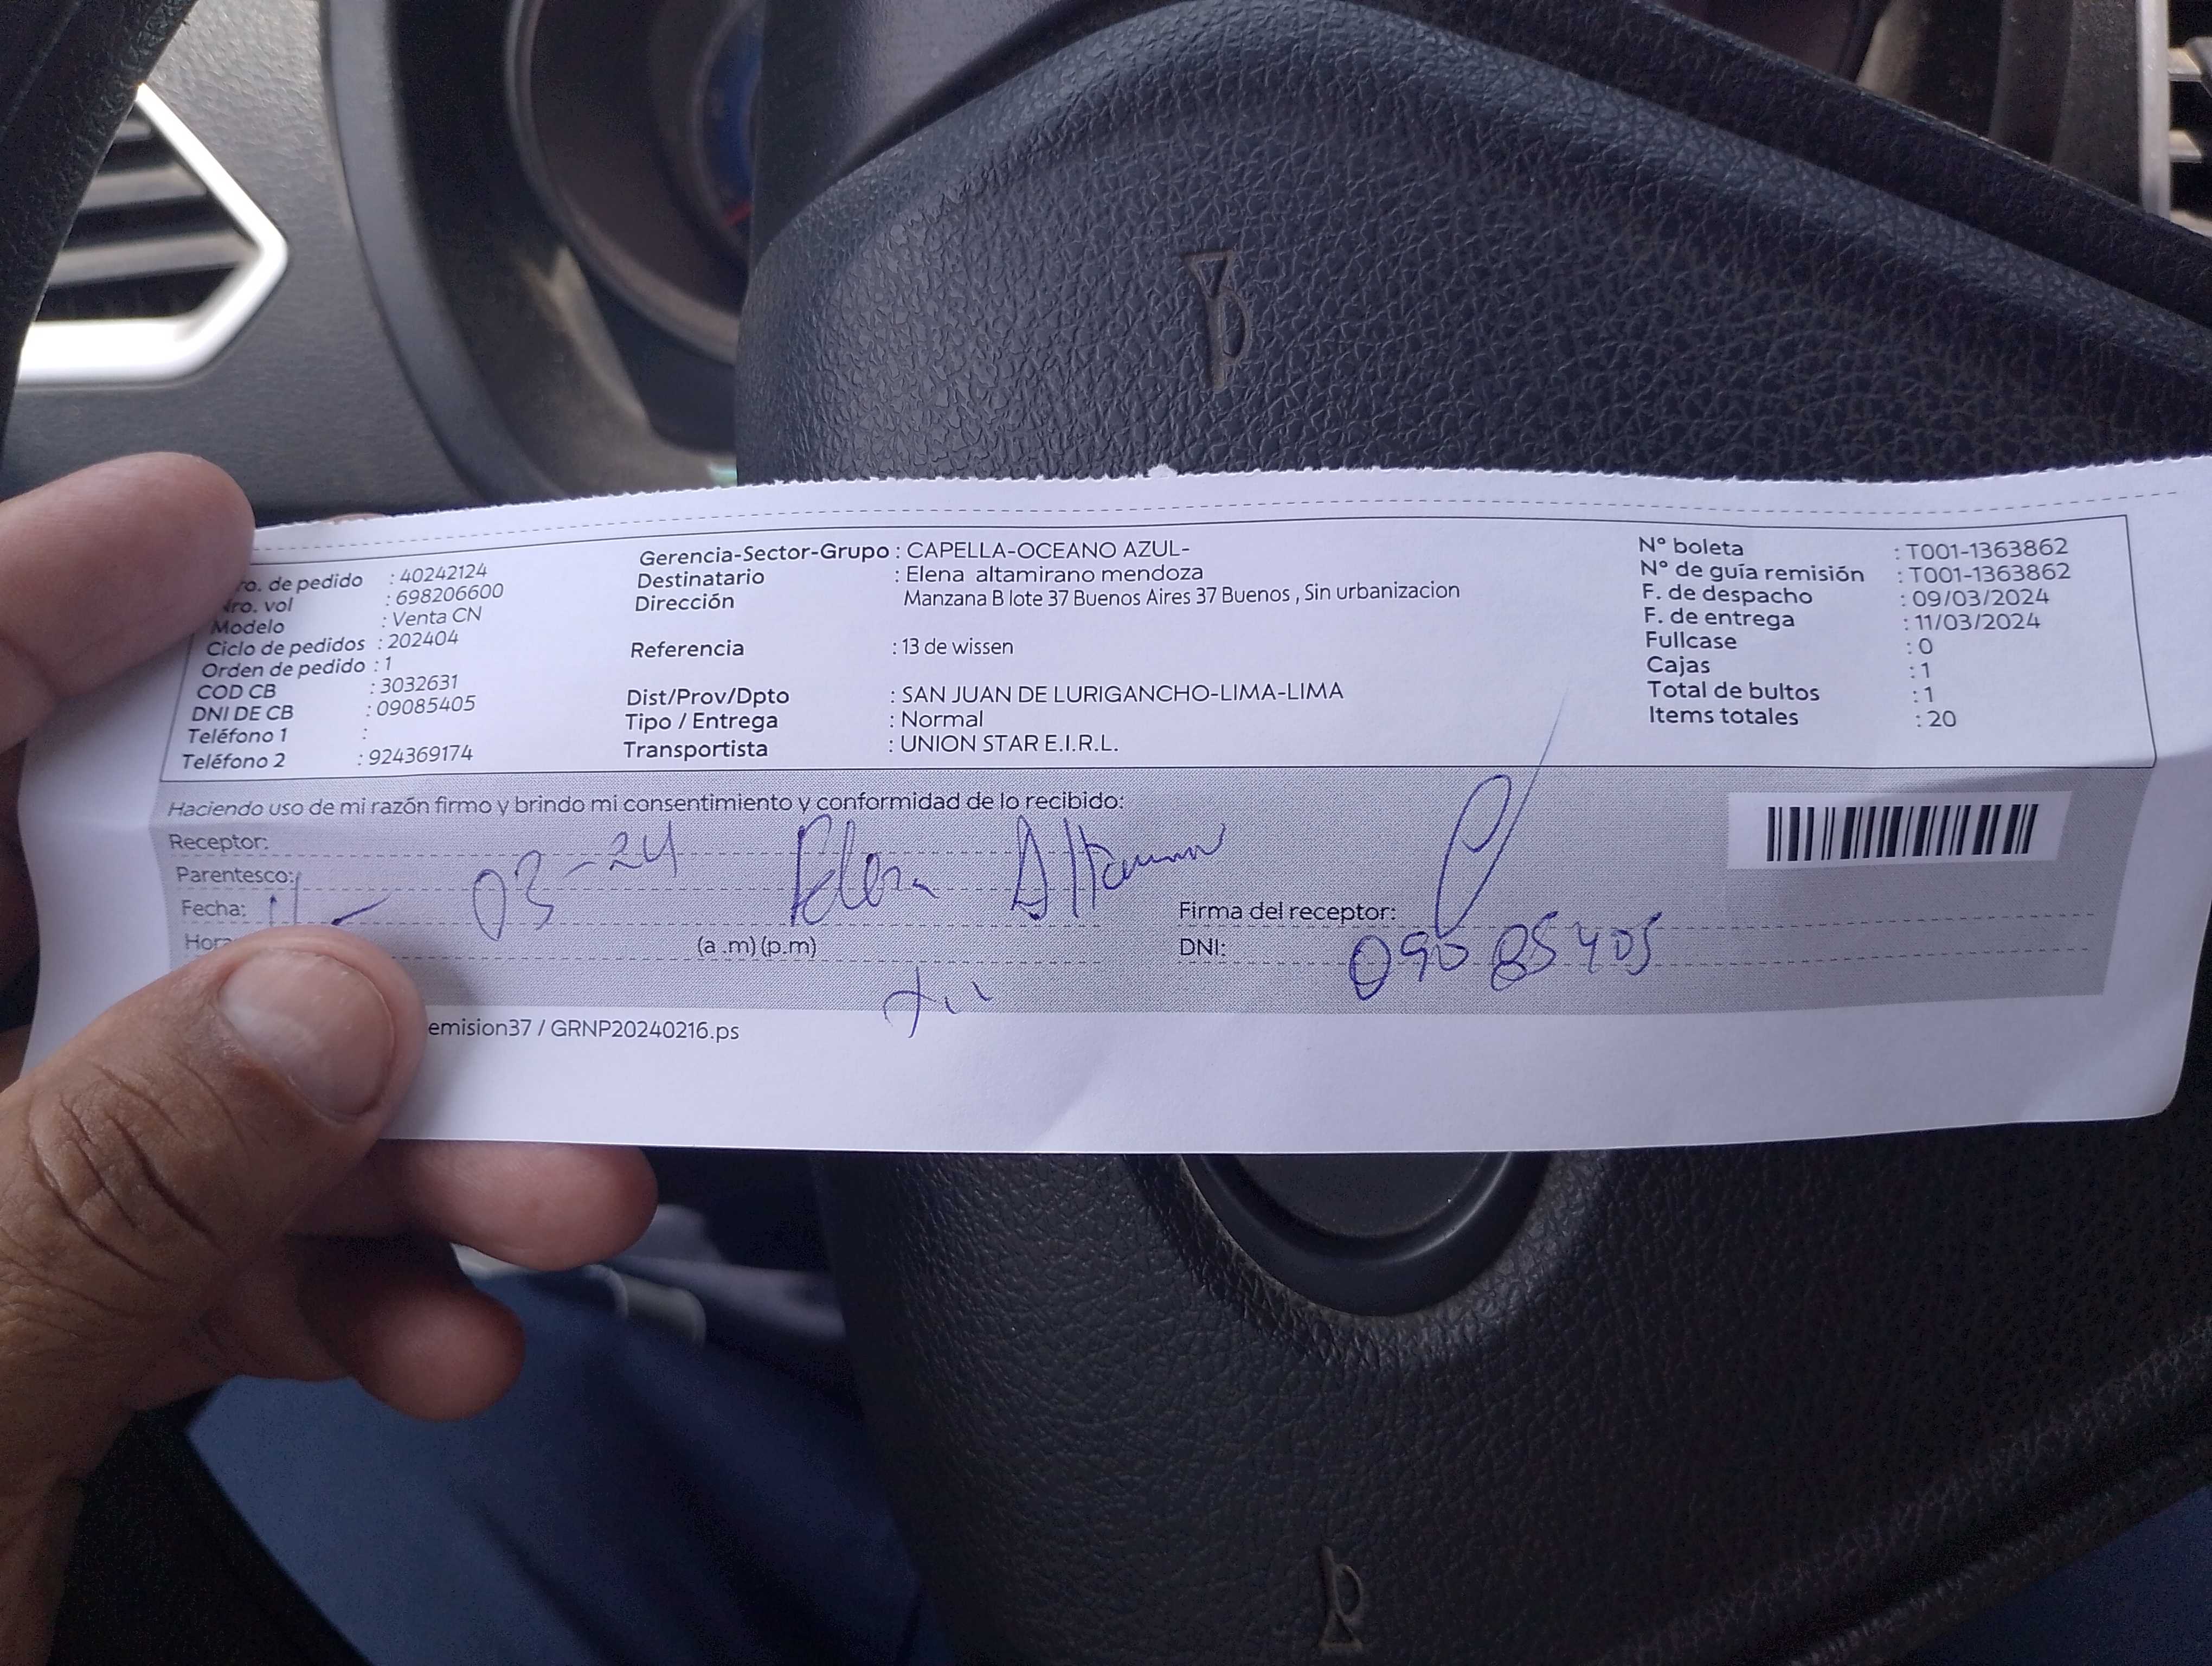 ro. de pedido : 40242124
Nro. vol : 698206600
Modelo : Venta CN
Ciclo de pedidos : 202404
Orden de pedido : 1
COD CB : 3032631
DNI DE CB : 09085405
Teléfono 1 :
Teléfono 2 : 924369174
Gerencia-Sector-Grupo : CAPELLA-OCEANO AZUL-
Destinatario : Elena altamirano mendoza
Dirección Manzana B lote 37 Buenos Aires 37 Buenos , Sin urbanizacion
Referencia : 13 de wissen
Dist/Prov/Dpto : SAN JUAN DE LURIGANCHO-LIMA-LIMA
Tipo / Entrega : Normal
Transportista : UNION STAR E.I.R.L.
N° boleta : T001-1363862
N° de guía remisión : T001-1363862
F. de despacho : 09/03/2024
F. de entrega : 11/03/2024
Fullcase : 0
Cajas : 1
Total de bultos : 1
Items totales : 20
Haciendo uso de mi razón firmo y brindo mi consentimiento y conformidad de lo recibido:
Receptor:
Parentesco:
Elena
Fecha: 11 - 03-24
Hora
(a .m) (p.m)
Firma del receptor:
DNI: 09085405
emision37 / GRNP20240216.ps